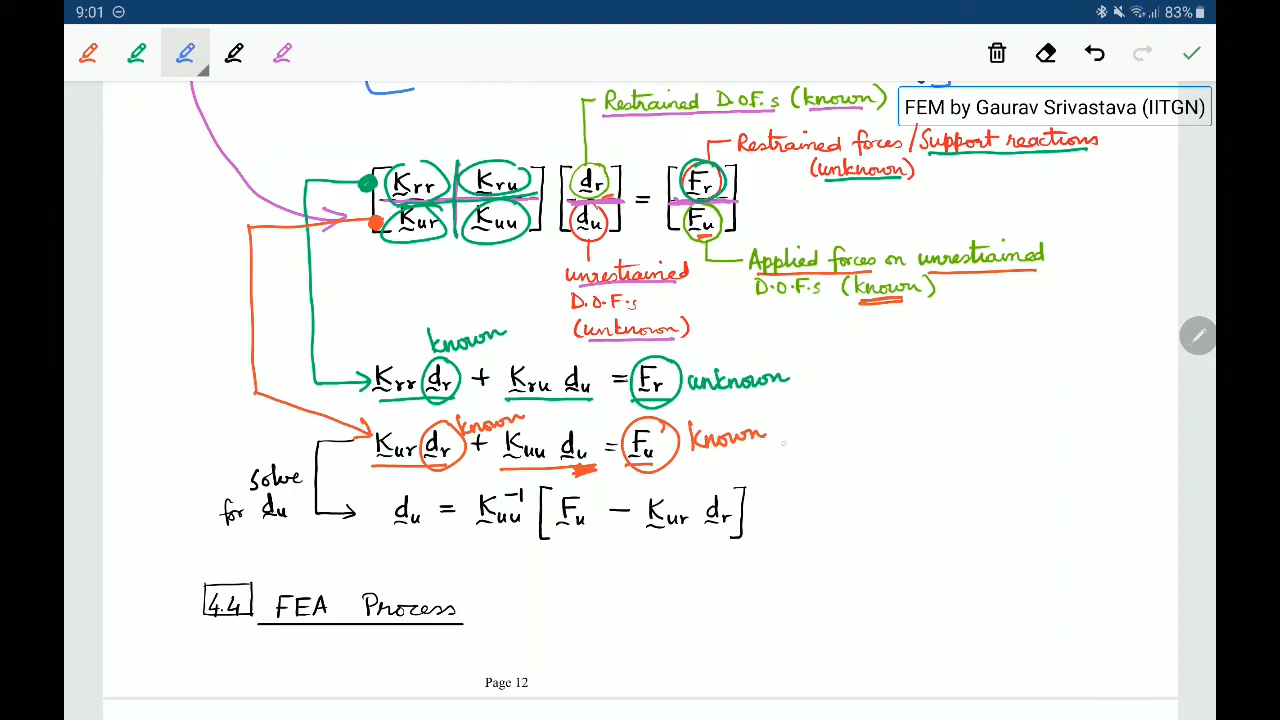 9:01
83%
Restrained D.O.F.s (known)
FEM by Gaurav Srivastava (IITGN)
Restrained forces / Support reactions
(unknown)
[ Krr Kru ] [ dr ] = [ Fr ]
[ Kur Kuu ] [ du ] [ Fu ]
Applied forces on unrestrained
D.O.F.s (known)
unrestrained
D.O.F.s
(unknown)
known
Krr dr + Kru du = Fr unknown
known
Kur dr + Kuu du = Fu known
solve
for du
du = Kuu⁻¹ [ Fu - Kur dr ]
4.4 FEA Process
Page 12